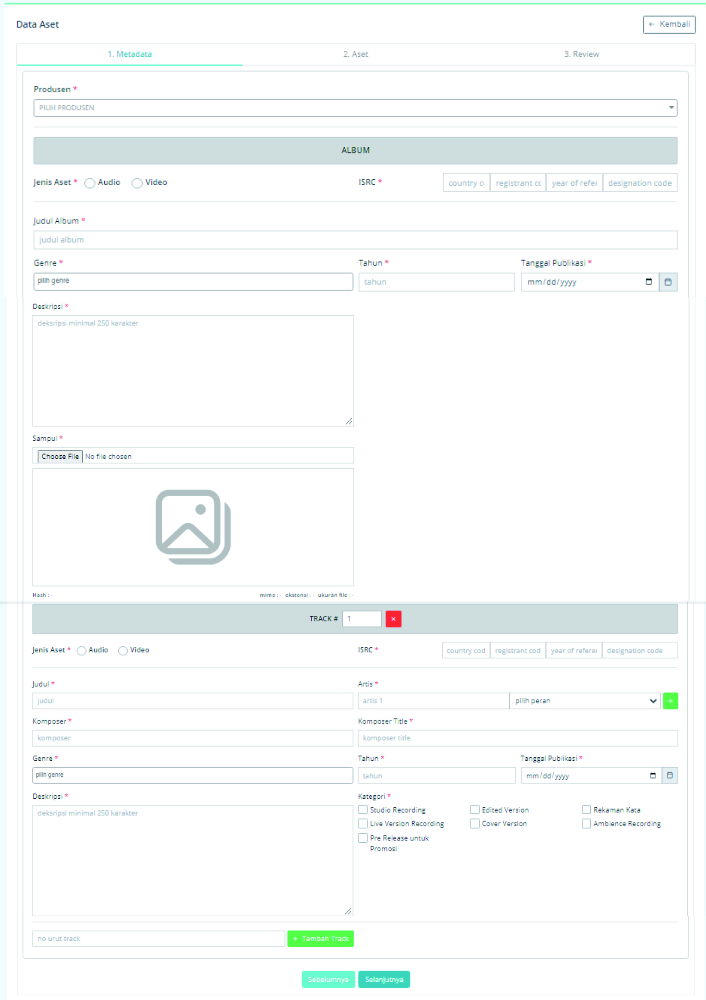 Data Aset
← Kembali
1. Metadata 2. Aset 3. Review
Produsen *
PILIH PRODUSEN
ALBUM
Jenis Aset * Audio Video ISRC * country c registrant cc year of refer designation code
Judul Album *
judul album
Genre * Tahun * Tanggal Publikasi *
pilih genre tahun mm/dd/yyyy
Deskripsi *
deksripsi minimal 250 karakter
Sampul *
Choose File No file chosen
Hash : - mime : - ekstensi : - ukuran file : -
TRACK # 1 ×
Jenis Aset * Audio Video ISRC * country cod registrant cod year of refere designation code
Judul * Artis *
judul artis 1 pilih peran +
Komposer * Komposer Title *
komposer komposer title
Genre * Tahun * Tanggal Publikasi *
pilih genre tahun mm/dd/yyyy
Deskripsi * Kategori *
deksripsi minimal 250 karakter
Studio Recording Edited Version Rekaman Kata
Live Version Recording Cover Version Ambience Recording
Pre Release untuk
Promosi
no urut track + Tambah Track
Sebelumnya Selanjutnya